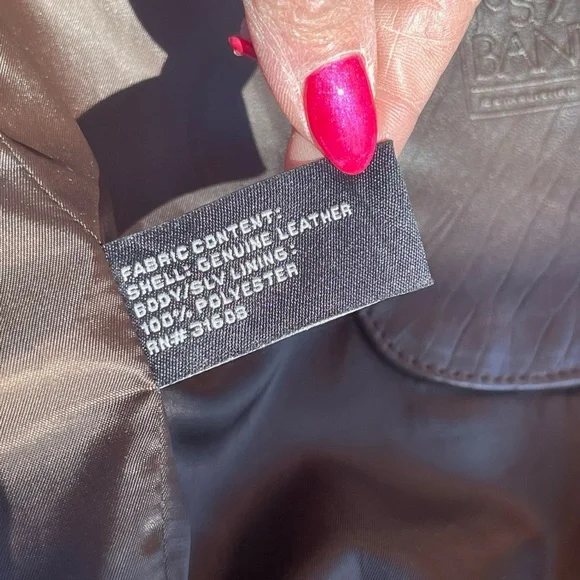 FABRIC CONTENT:
SHELL: GENUINE LEATHER
BODY/SLV LINING:
100% POLYESTER
RN# 31608